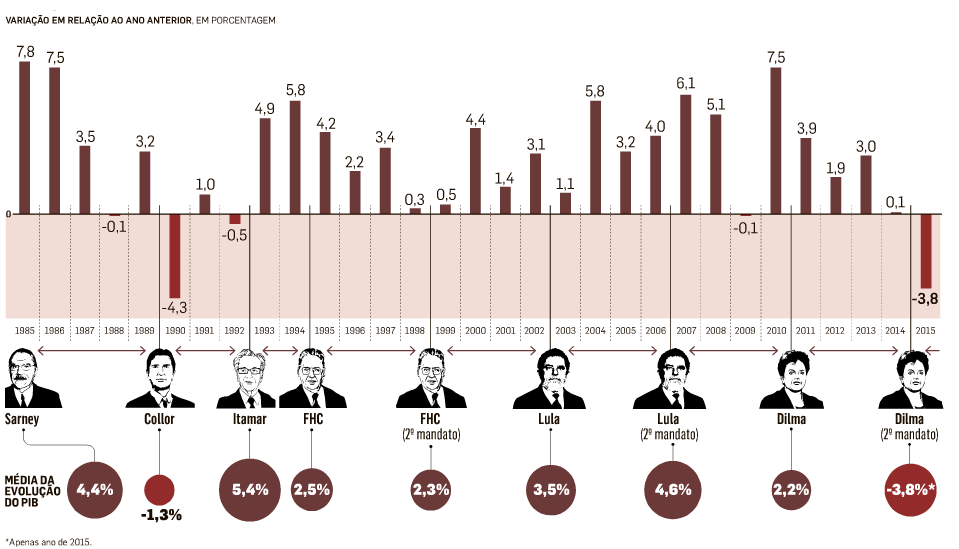 VARIAÇÃO EM RELAÇÃO AO ANO ANTERIOR, EM PORCENTAGEM
7,8
7,5
3,5
-0,1
3,2
-4,3
1,0
-0,5
4,9
5,8
4,2
2,2
3,4
0,3
0,5
4,4
1,4
3,1
1,1
5,8
3,2
4,0
6,1
5,1
-0,1
7,5
3,9
1,9
3,0
0,1
-3,8
0
1985 1986 1987 1988 1989 1990 1991 1992 1993 1994 1995 1996 1997 1998 1999 2000 2001 2002 2003 2004 2005 2006 2007 2008 2009 2010 2011 2012 2013 2014 2015
Sarney
Collor
Itamar
FHC
FHC
(2º mandato)
Lula
Lula
(2º mandato)
Dilma
Dilma
(2º mandato)
MÉDIA DA
EVOLUÇÃO
DO PIB
4,4%
-1,3%
5,4%
2,5%
2,3%
3,5%
4,6%
2,2%
-3,8%*
*Apenas ano de 2015.